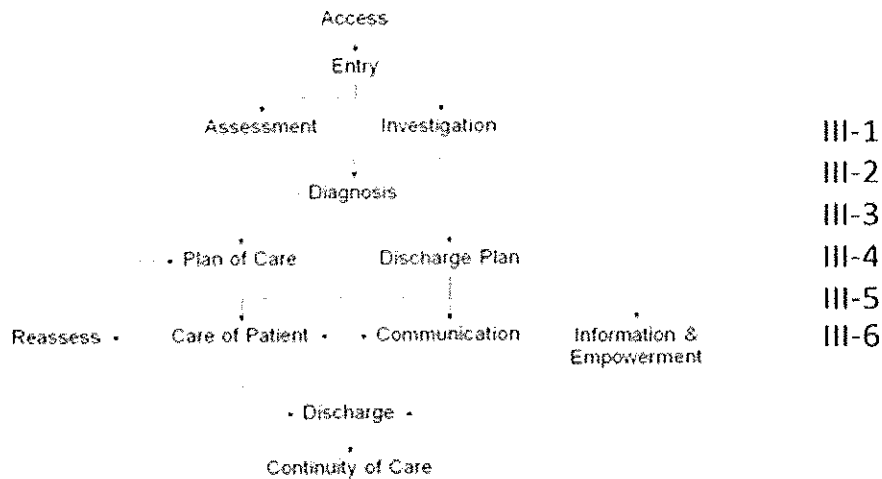 Access
Entry
Assessment Investigation
III-1
III-2
Diagnosis
III-3
Plan of Care Discharge Plan
III-4
III-5
Reassess Care of Patient Communication Information &
Empowerment
III-6
Discharge
Continuity of Care